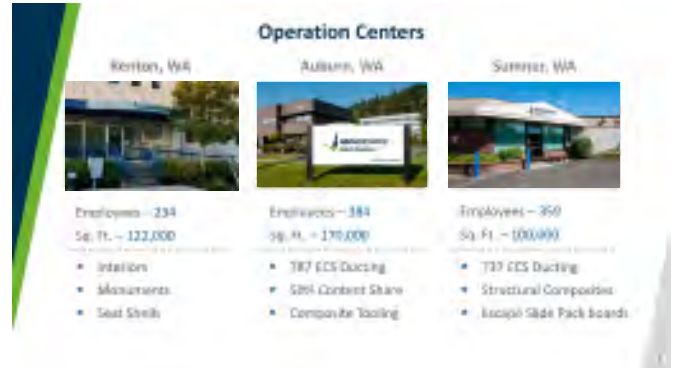 Operation Centers
Renton, WA
Auburn, WA
Sumner, WA
Employees – 234
Sq. Ft. – 122,000
Interiors
Monuments
Seat Shells
Employees – 384
Sq. Ft. – 170,000
787 ECS Ducting
Content Share
Composite Tooling
Employees – 350
Sq. Ft. – 100,000
737 ECS Ducting
Structural Composites
Escape Slide Pack boards